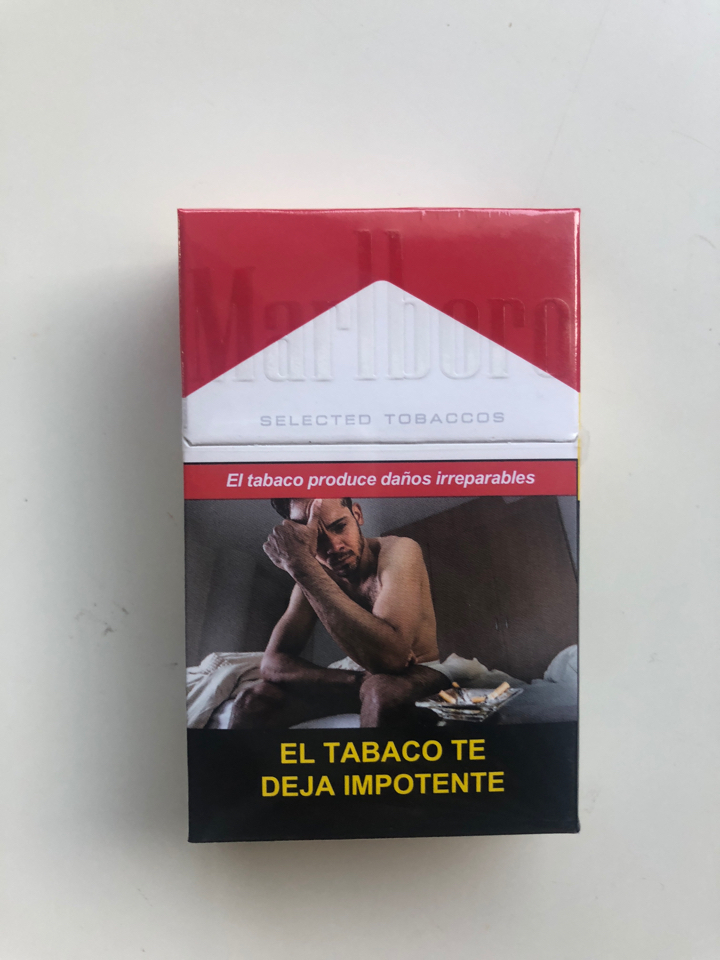 Marlboro
SELECTED TOBACCOS
El tabaco produce daños irreparables
EL TABACO TE
DEJA IMPOTENTE